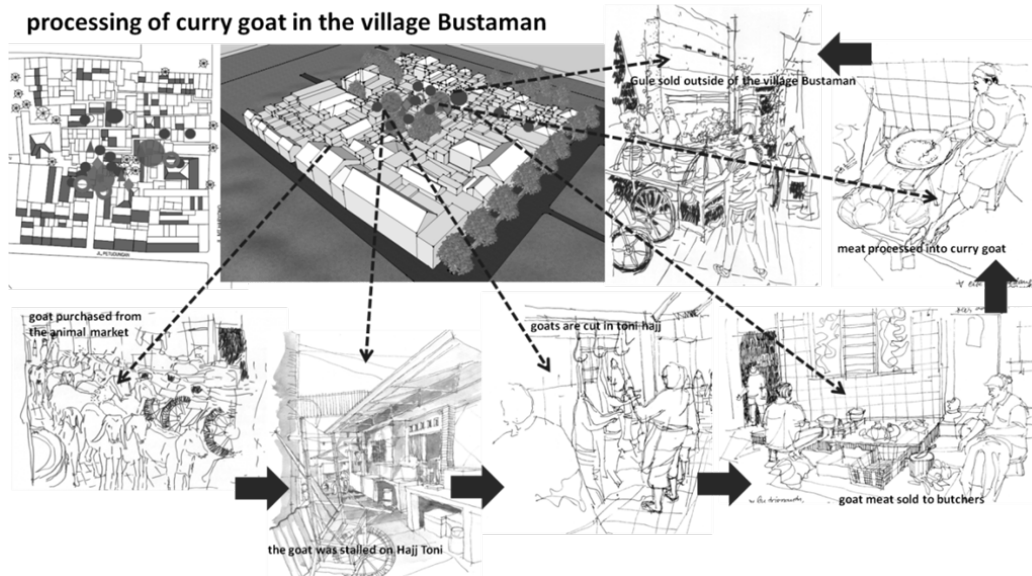 processing of curry goat in the village Bustaman
Gule sold outside of the village Bustaman
meat processed into curry goat
JL.PETUDUNGAN
goat purchased from
the animal market
goats are cut in toni hajj
the goat was stalled on Hajj Toni
goat meat sold to butchers